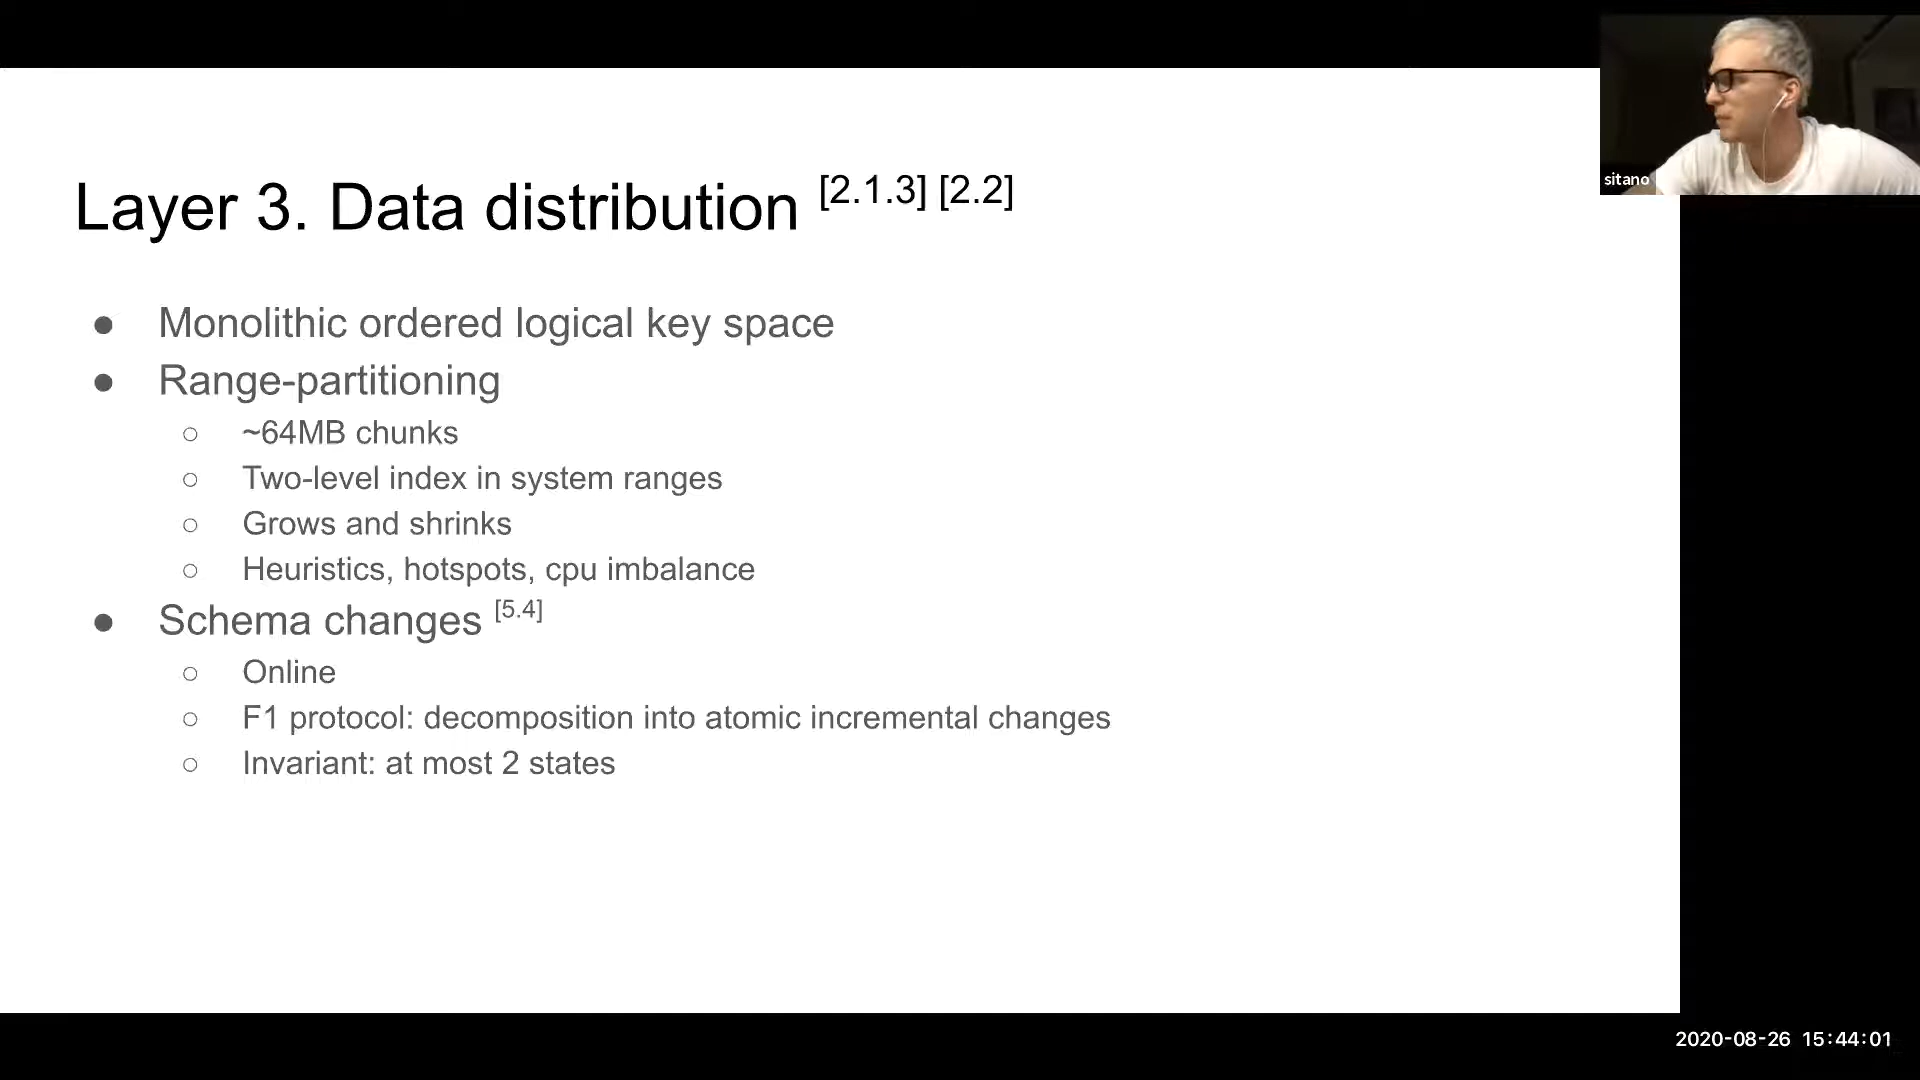 sitano
Layer 3. Data distribution [2.1.3] [2.2]
● Monolithic ordered logical key space
● Range-partitioning
○ ~64MB chunks
○ Two-level index in system ranges
○ Grows and shrinks
○ Heuristics, hotspots, cpu imbalance
● Schema changes [5.4]
○ Online
○ F1 protocol: decomposition into atomic incremental changes
○ Invariant: at most 2 states
2020-08-26 15:44:01